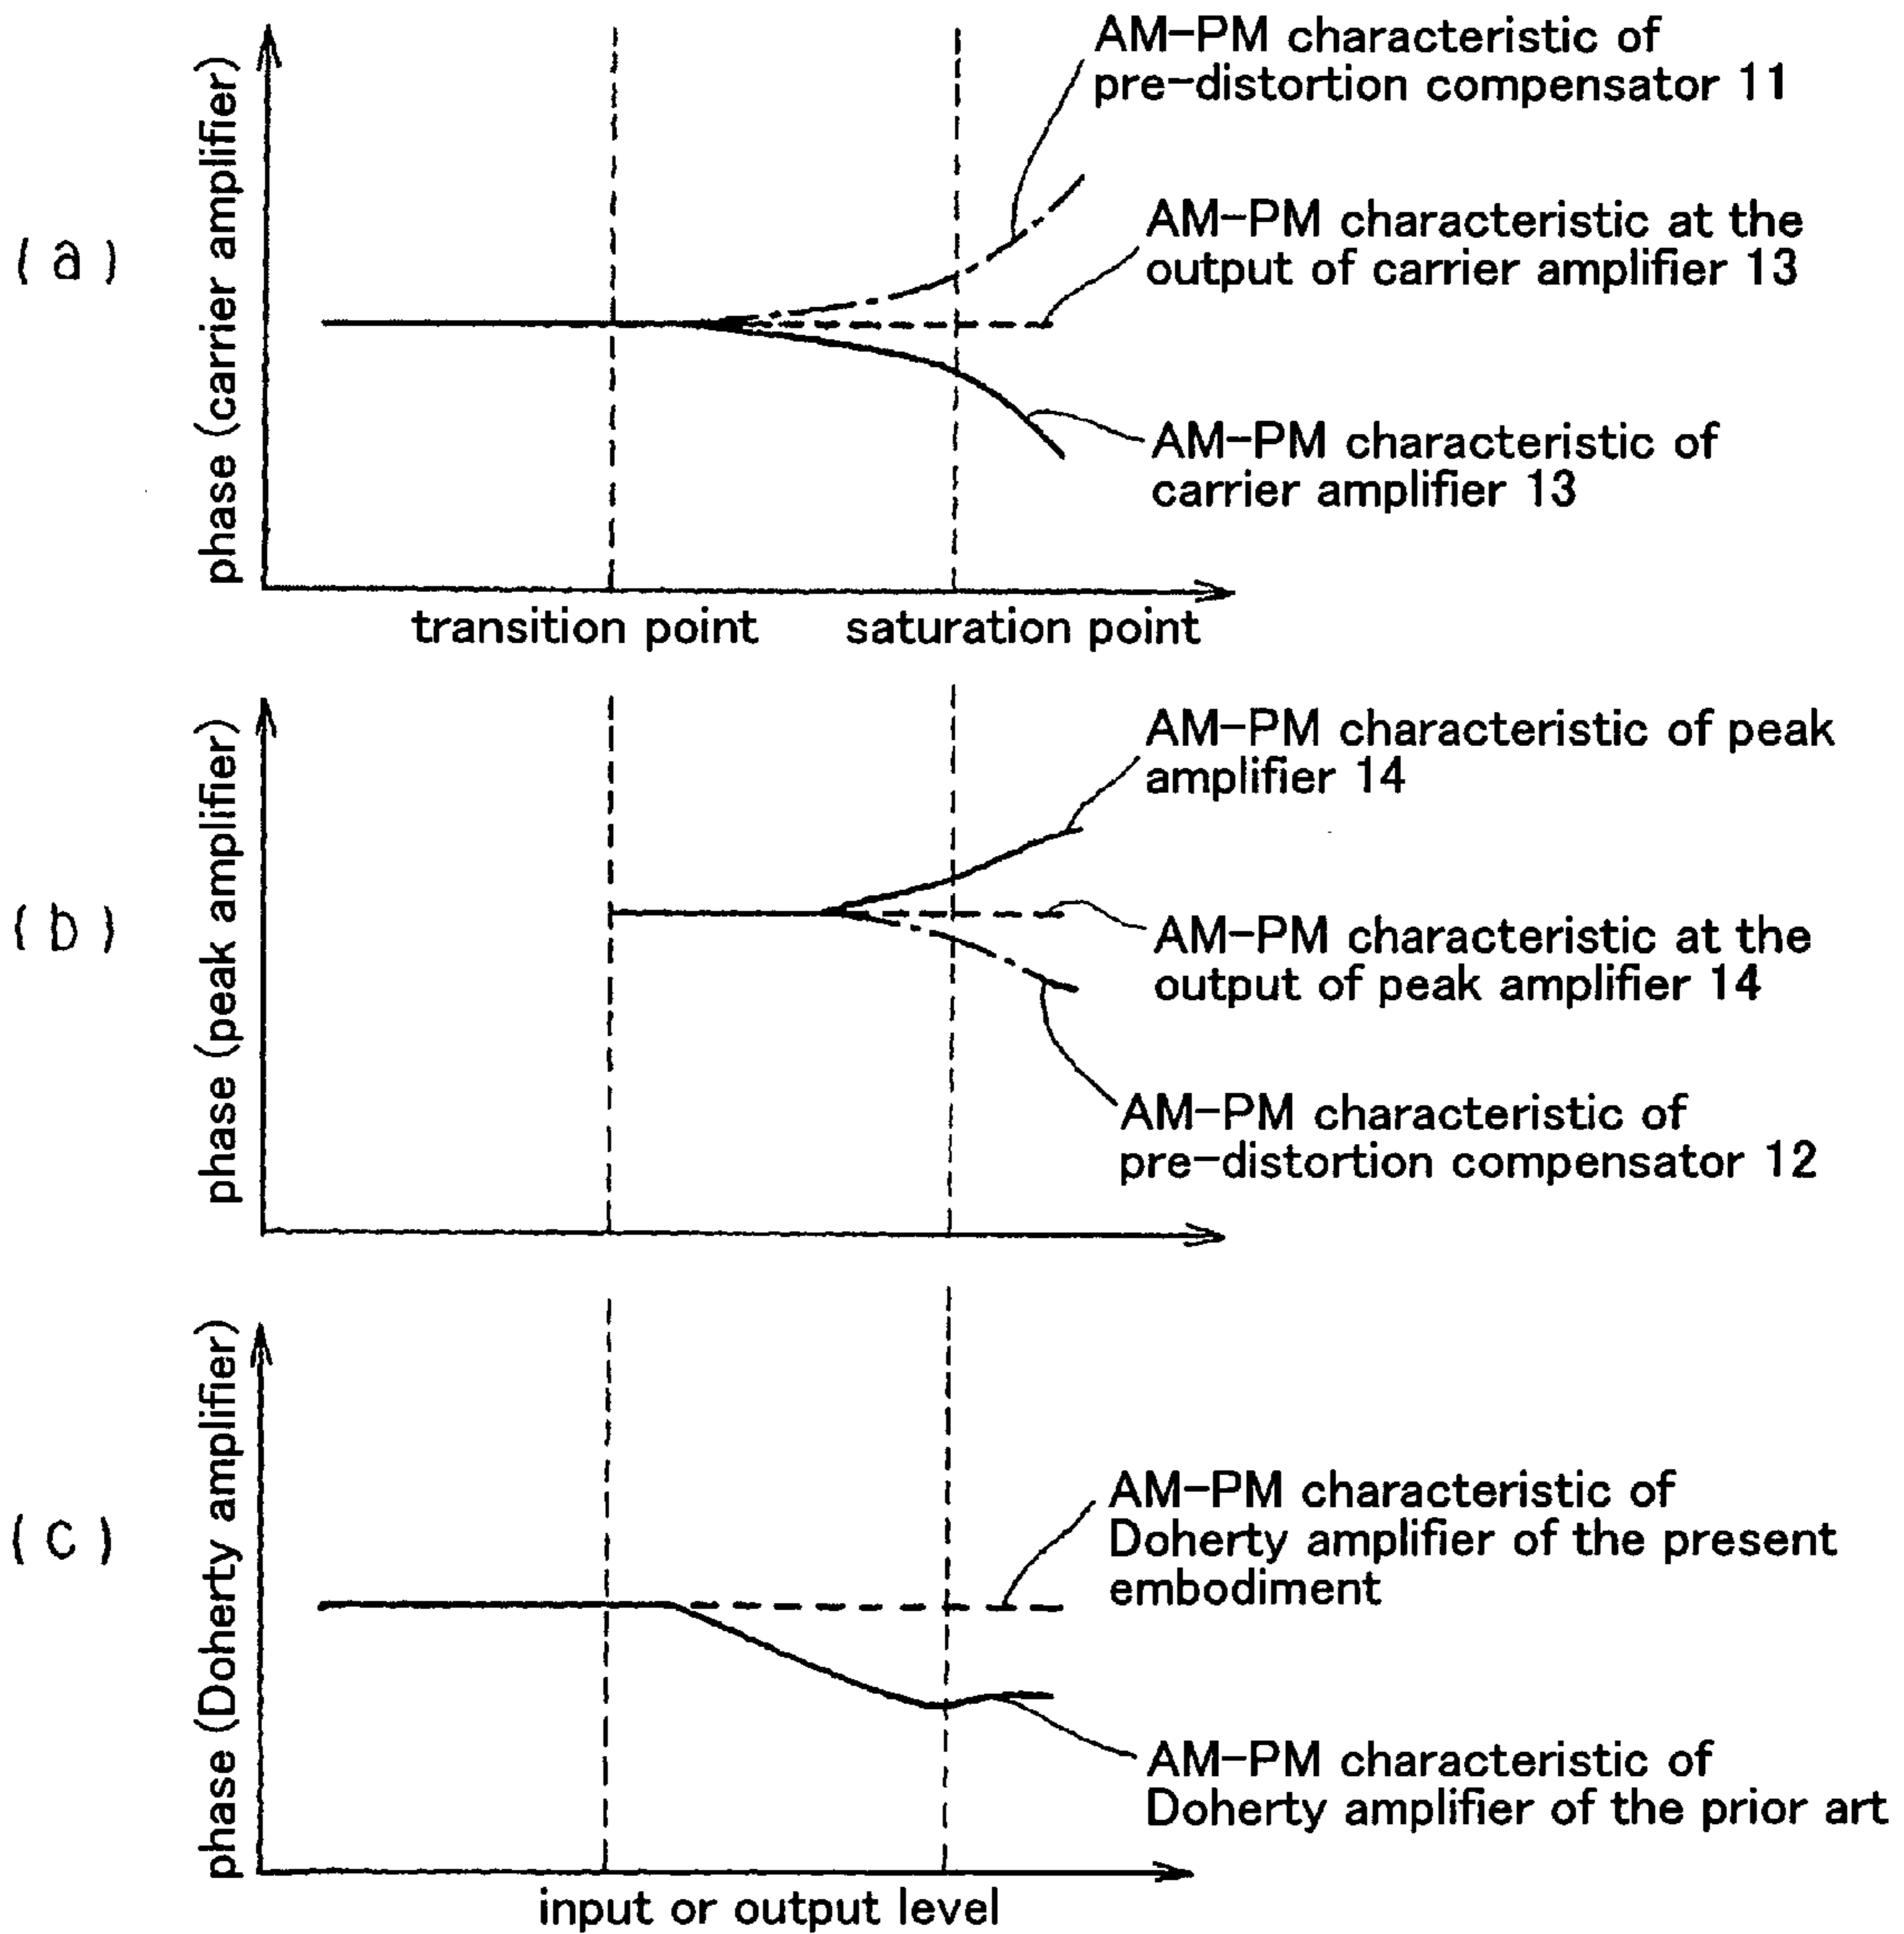 (a)
phase (carrier amplifier)
AM-PM characteristic of
pre-distortion compensator 11
AM-PM characteristic at the
output of carrier amplifier 13
AM-PM characteristic of
carrier amplifier 13
transition point
saturation point
(b)
phase (peak amplifier)
AM-PM characteristic of peak
amplifier 14
AM-PM characteristic at the
output of peak amplifier 14
AM-PM characteristic of
pre-distortion compensator 12
(c)
phase (Doherty amplifier)
AM-PM characteristic of
Doherty amplifier of the present
embodiment
AM-PM characteristic of
Doherty amplifier of the prior art
input or output level